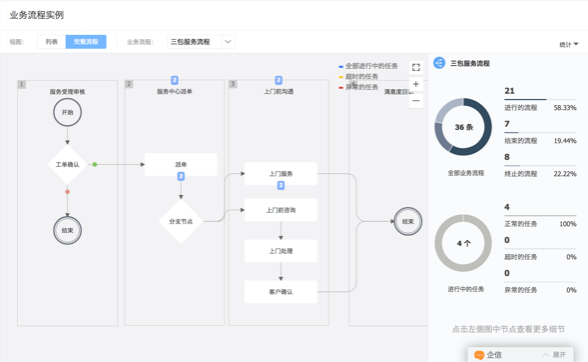 业务流程实例
视图： 列表 完整流程 业务流程： 三包服务流程
统计
全部进行中的任务
超时的任务
异常的任务
1 服务受理审核
2 服务中心派单 2
3 上门前沟通 2
满意度回
开始
工单确认
结束
派单
2
分支节点
上门服务
2
上门前咨询
上门处理
客户确认
结束
三包服务流程
36 条
全部业务流程
21
进行的流程 58.33%
7
结束的流程 19.44%
8
终止的流程 22.22%
4 个
进行中的任务
4
正常的任务 100%
0
超时的任务 0%
0
异常的任务 0%
点击左侧图中节点查看更多细节
企信 展开